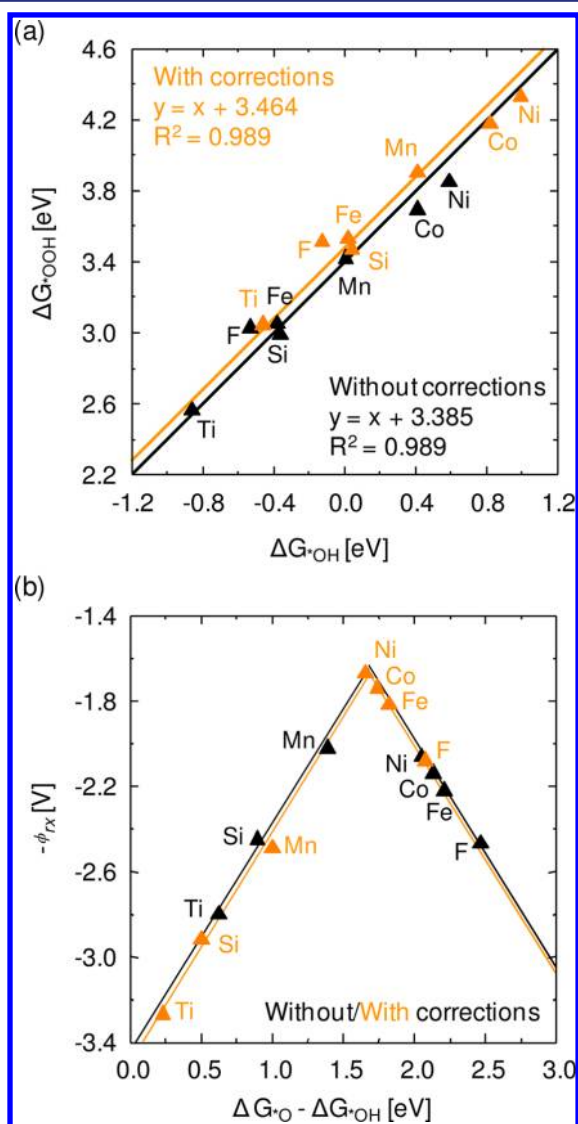 (a)
4.6
4.2
3.8
3.4
3.0
2.6
2.2
ΔG*OOH [eV]
With corrections
y = x + 3.464
R² = 0.989
Ni
Co
Mn
Ni
Co
Fe
F
Si
Mn
Ti
Fe
F
Si
Ti
Without corrections
y = x + 3.385
R² = 0.989
-1.2 -0.8 -0.4 0.0 0.4 0.8 1.2
ΔG*OH [eV]
(b)
-1.4
-1.8
-2.2
-2.6
-3.0
-3.4
-ϕrx [V]
Ni
Co
Fe
Mn
F
Ni
Co
Fe
Si
Mn
F
Ti
Si
Ti
Without/With corrections
0.0 0.5 1.0 1.5 2.0 2.5 3.0
ΔG*O - ΔG*OH [eV]